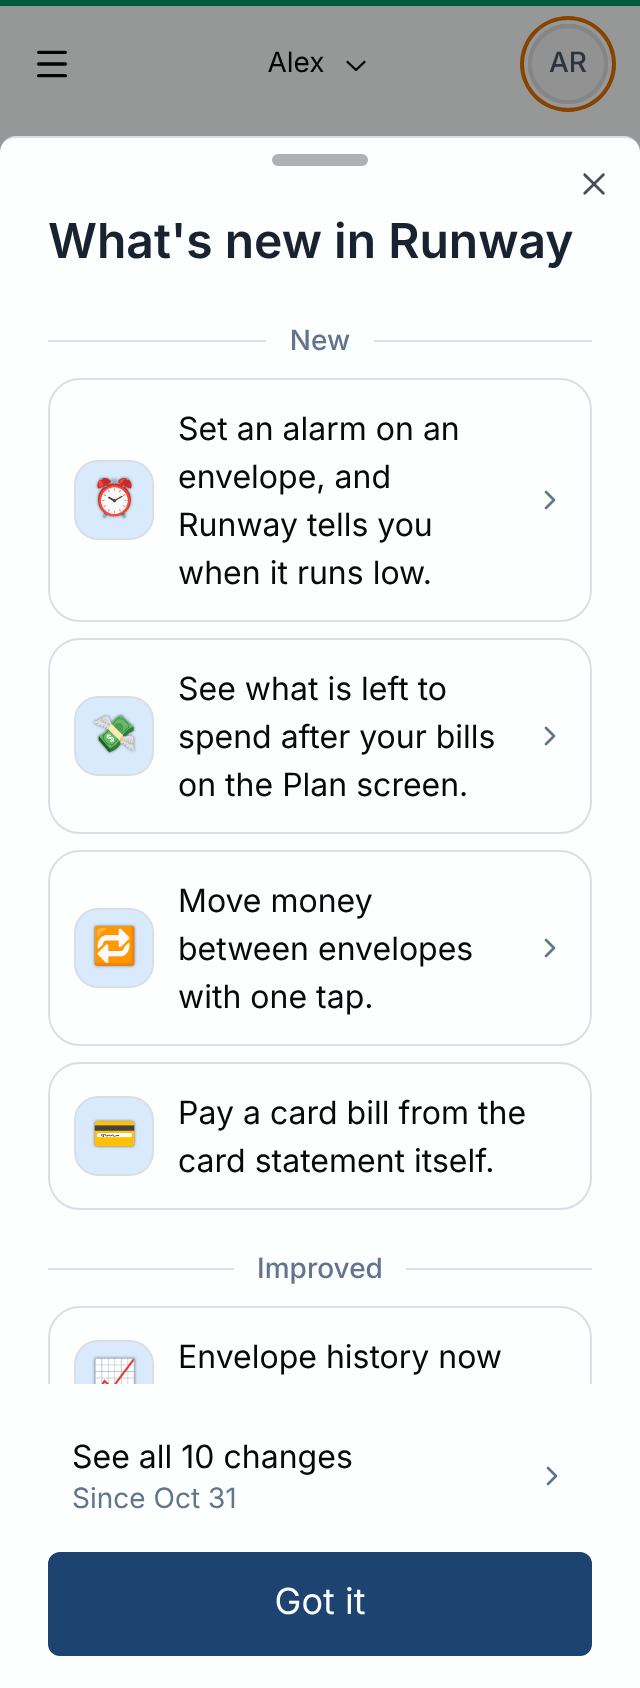 Alex
AR
What's new in Runway
New
Set an alarm on an
envelope, and
Runway tells you
when it runs low.
See what is left to
spend after your bills
on the Plan screen.
Move money
between envelopes
with one tap.
Pay a card bill from the
card statement itself.
Improved
Envelope history now
See all 10 changes
Since Oct 31
Got it